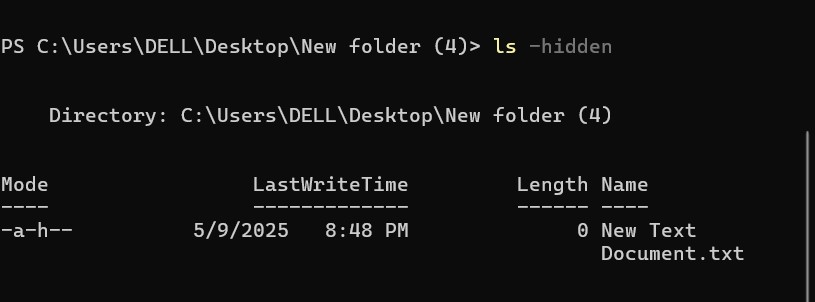 PS C:\Users\DELL\Desktop\New folder (4)> ls -hidden
Directory: C:\Users\DELL\Desktop\New folder (4)
Mode                 LastWriteTime         Length Name
----                 -------------         ------ ----
-a-h--          5/9/2025   8:48 PM              0 New Text
Document.txt